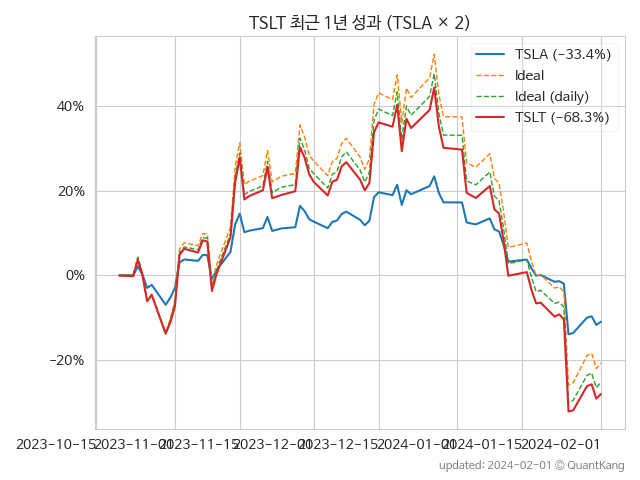 TSLT 최근 1년 성과 (TSLA × 2)
TSLA (−33.4%)
Ideal
Ideal (daily)
TSLT (−68.3%)
40%
20%
0%
−20%
2023−10−15 2023−11−01 2023−11−15 2023−12−01 2023−12−15 2024−01−01 2024−01−15 2024−02−01
updated: 2024−02−01 © QuantKang